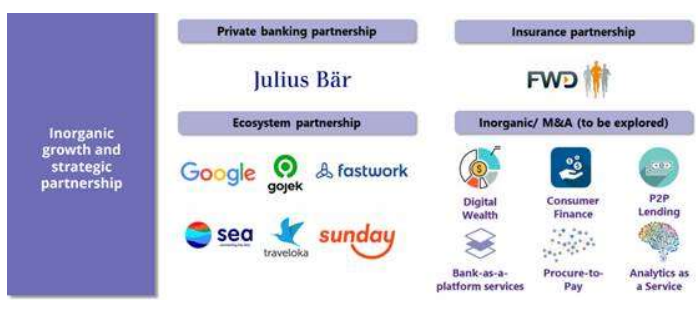 Inorganic
growth and
strategic
partnership
Private banking partnership
Julius Bär
Insurance partnership
FWD
Ecosystem partnership
Google
gojek
fastwork
sea
traveloka
sunday
Inorganic/ M&A (to be explored)
Digital
Wealth
Consumer
Finance
P2P
Lending
Bank-as-a-
platform services
Procure-to-
Pay
Analytics as
a Service